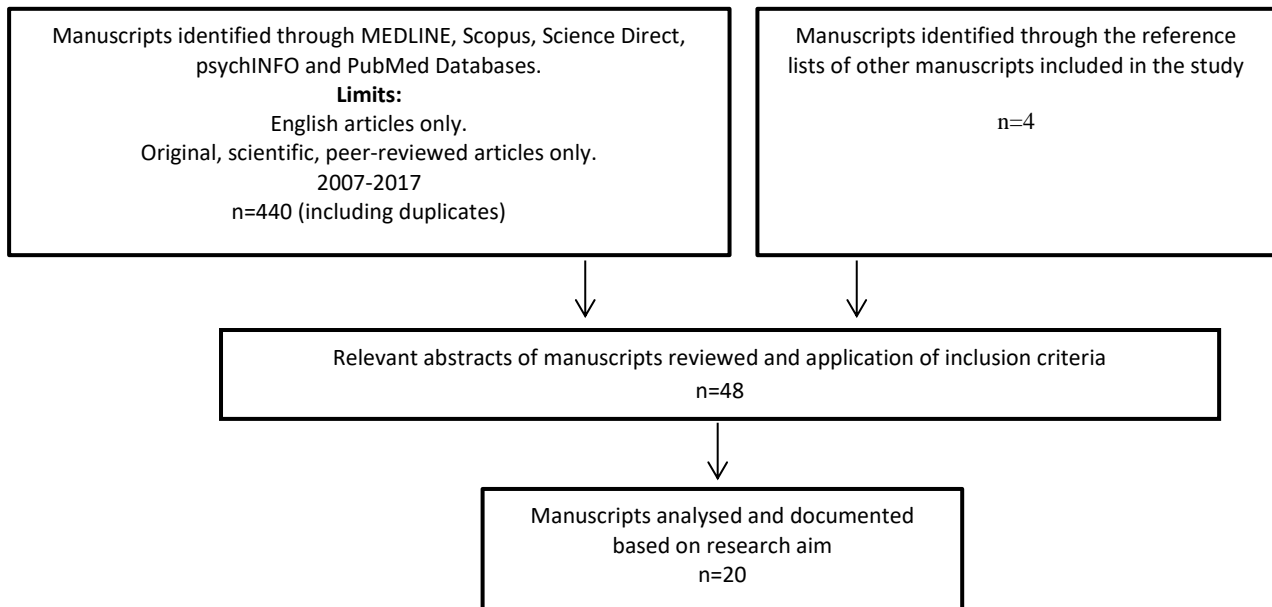 Manuscripts identified through MEDLINE, Scopus, Science Direct,
psychINFO and PubMed Databases.
Limits:
English articles only.
Original, scientific, peer-reviewed articles only.
2007-2017
n=440 (including duplicates)
Manuscripts identified through the reference
lists of other manuscripts included in the study
n=4
Relevant abstracts of manuscripts reviewed and application of inclusion criteria
n=48
Manuscripts analysed and documented
based on research aim
n=20